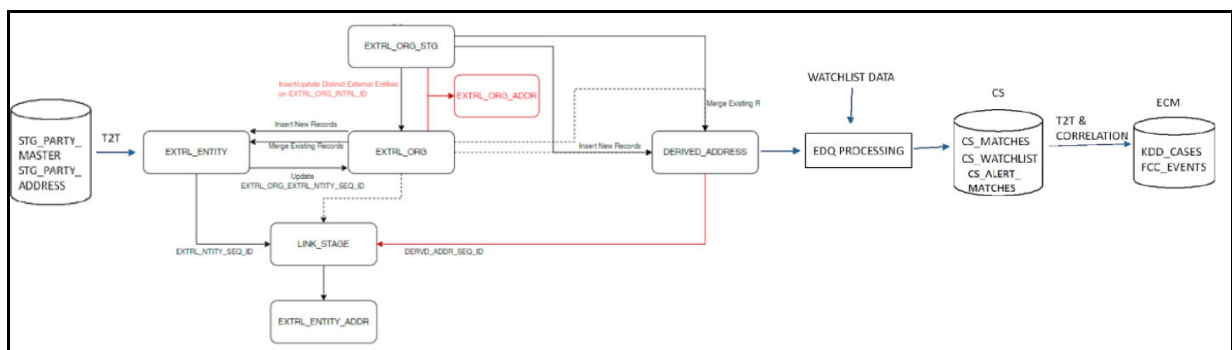 EXTRL_ORG_STG
Insert/update Distinct External Entities
on EXTRL_ORG_INTRL_ID
EXTRL_ORG_ADDR
WATCHLIST DATA
CS
ECM
STG_PARTY_
MASTER
STG_PARTY_
ADDRESS
T2T
Insert New Records
Merge Existing Records
EXTRL_ENTITY
EXTRL_ORG
Update
EXTRL_ORG_EXTRL_NTITY_SEQ_ID
Merge Existing R
Insert New Records
DERIVED_ADDRESS
EDQ PROCESSING
CS_MATCHES
CS_WATCHLIST
CS_ALERT_
MATCHES
T2T &
CORRELATION
KDD_CASES
FCC_EVENTS
EXTRL_NTITY_SEQ_ID
LINK_STAGE
DERVD_ADDR_SEQ_ID
EXTRL_ENTITY_ADDR